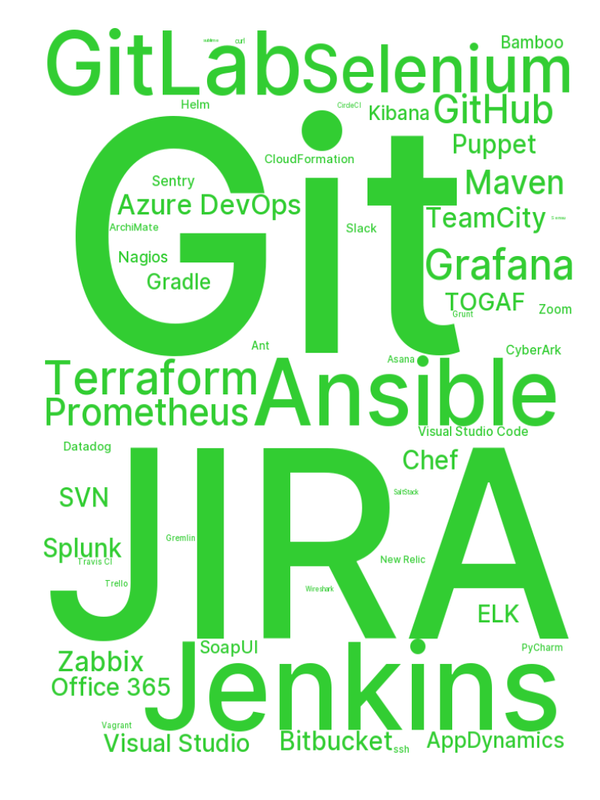 GitLab
curl
Selenium
Bamboo
Helm
CircleCI
Kibana
GitHub
Git
CloudFormation
Puppet
Sentry
Maven
Azure DevOps
TeamCity
ArchiMate
Slack
Nagios
Grafana
Gradle
TOGAF
Zoom
Grunt
Ant
CyberArk
Asana
Terraform
Ansible
Prometheus
Visual Studio Code
Datadog
JIRA
Chef
SVN
SaltStack
Gremlin
Splunk
Travis CI
New Relic
Trello
Wireshark
ELK
SoapUI
PyCharm
Zabbix
Jenkins
Office 365
Vagrant
Visual Studio
Bitbucket
ssh
AppDynamics